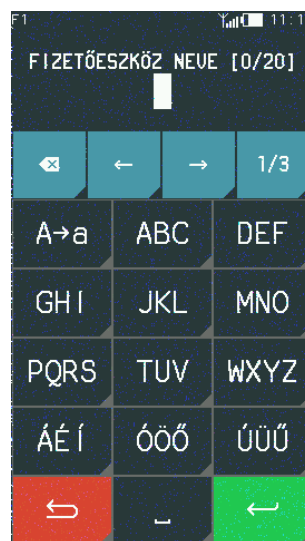 F1 11:1
FIZETŐESZKÖZ NEVE [0/20]
← → 1/3
A→a ABC DEF
GHI JKL MNO
PQRS TUV WXYZ
ÁÉÍ ÓÖŐ ÚÜŰ